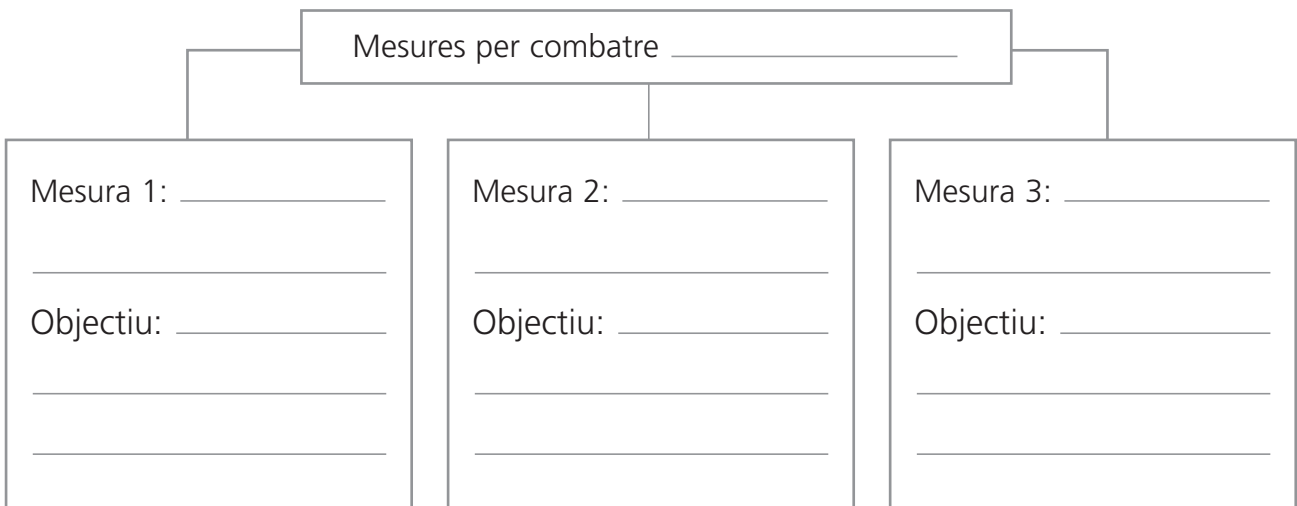 Mesures per combatre
Mesura 1:
Objectiu:
Mesura 2:
Objectiu:
Mesura 3:
Objectiu: